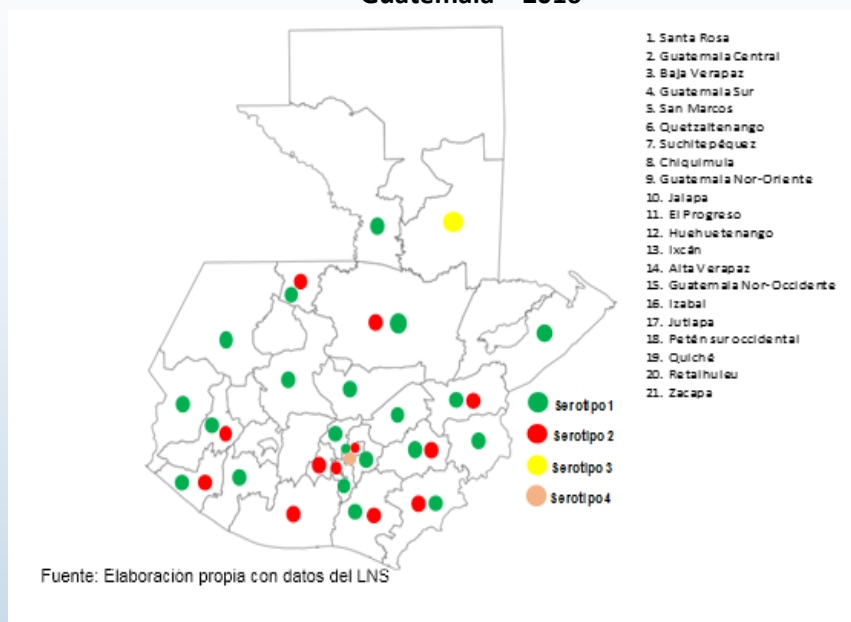 Guatemala – 2016
1. Santa Rosa
2. Guatemala Central
3. Baja Verapaz
4. Guatemala Sur
5. San Marcos
6. Quetzaltenango
7. Suchitepéquez
8. Chiquimula
9. Guatemala Nor-Oriente
10. Jalapa
11. El Progreso
12. Huehuetenango
13. Ixcán
14. Alta Verapaz
15. Guatemala Nor-Occidente
16. Izabal
17. Jutiapa
18. Petén sur occidental
19. Quiché
20. Retalhuleu
21. Zacapa
Serotipo 1
Serotipo 2
Serotipo 3
Serotipo 4
Fuente: Elaboración propia con datos del LNS